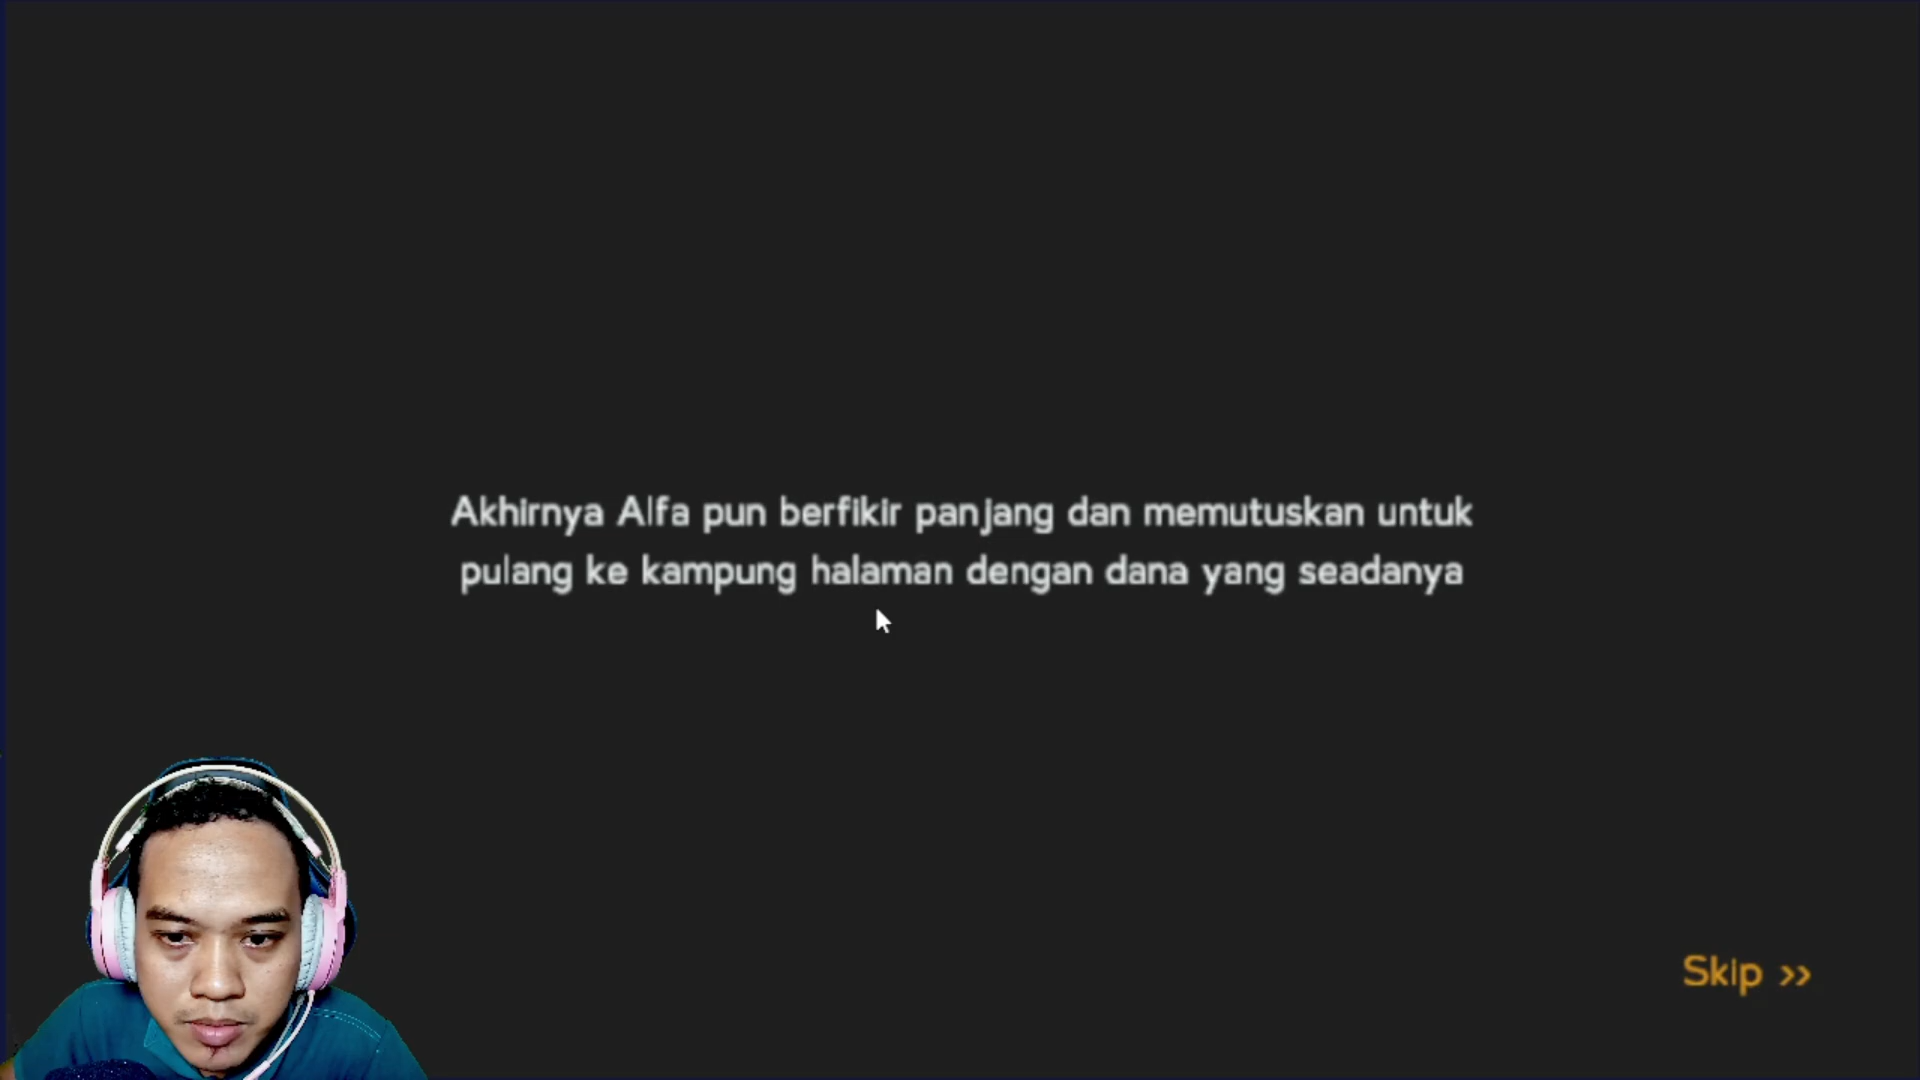 Akhirnya Alfa pun berfikir panjang dan memutuskan untuk
pulang ke kampung halaman dengan dana yang seadanya
Skip >>